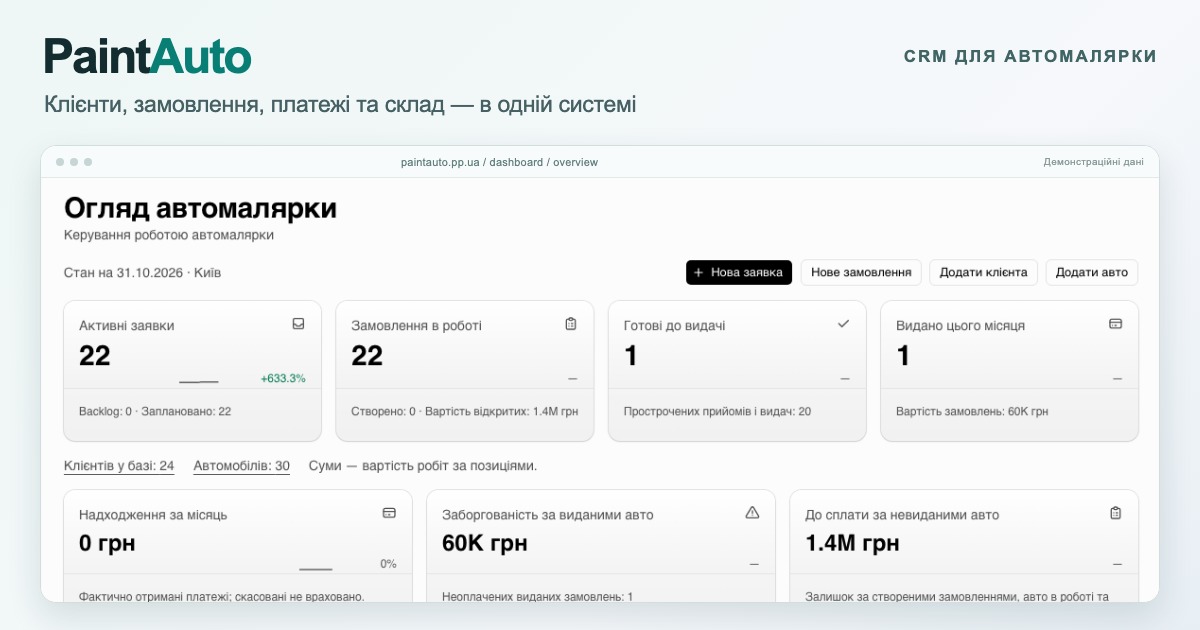 PaintAuto
CRM ДЛЯ АВТОМАЛЯРКИ
Клієнти, замовлення, платежі та склад — в одній системі
paintauto.pp.ua / dashboard / overview
Демонстраційні дані
Огляд автомалярки
Керування роботою автомалярки
Стан на 31.10.2026 · Київ
+ Нова заявка
Нове замовлення
Додати клієнта
Додати авто
Активні заявки
22
+633.3%
Backlog: 0 · Заплановано: 22
Замовлення в роботі
22
—
Створено: 0 · Вартість відкритих: 1.4M грн
Готові до видачі
1
—
Прострочених прийомів і видач: 20
Видано цього місяця
1
—
Вартість замовлень: 60K грн
Клієнтів у базі: 24
Автомобілів: 30
Суми — вартість робіт за позиціями.
Надходження за місяць
0 грн
0%
Фактично отримані платежі; скасовані не враховано.
Заборгованість за виданими авто
60K грн
—
Неоплачених виданих замовлень: 1
До сплати за невиданими авто
1.4M грн
—
Залишок за створеними замовленнями, авто в роботі та